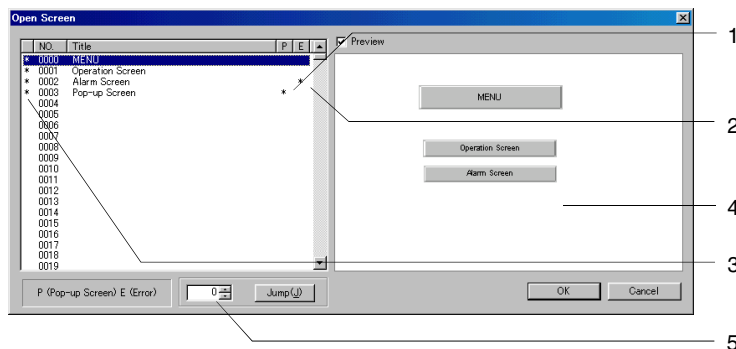 Open Screen
NO. Title P E
* 0000 MENU
* 0001 Operation Screen
* 0002 Alarm Screen *
* 0003 Pop-up Screen *
0004
0005
0006
0007
0008
0009
0010
0011
0012
0013
0014
0015
0016
0017
0018
0019
P (Pop-up Screen) E (Error)
0
Jump(J)
Preview
MENU
Operation Screen
Alarm Screen
OK
Cancel
1
2
4
3
5